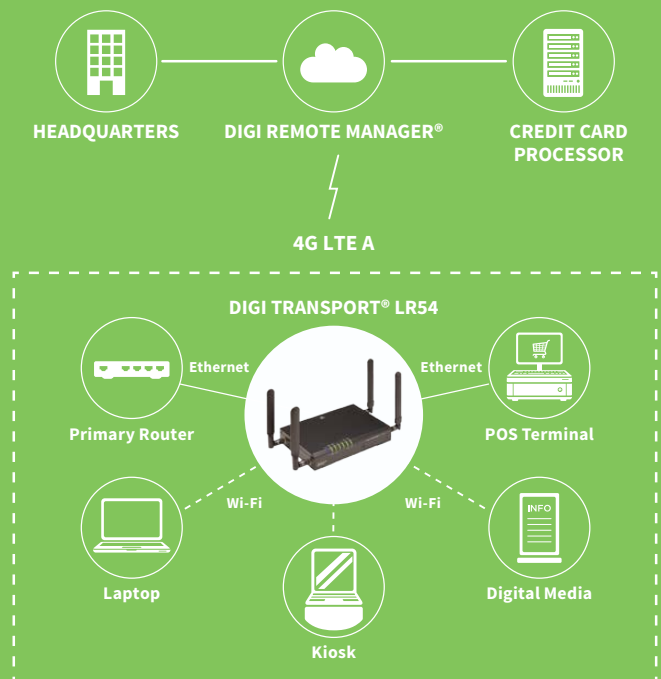 HEADQUARTERS
DIGI REMOTE MANAGER®
CREDIT CARD
PROCESSOR
4G LTE A
DIGI TRANSPORT® LR54
Ethernet
Ethernet
Primary Router
POS Terminal
Wi-Fi
Wi-Fi
INFO
Laptop
Digital Media
Kiosk